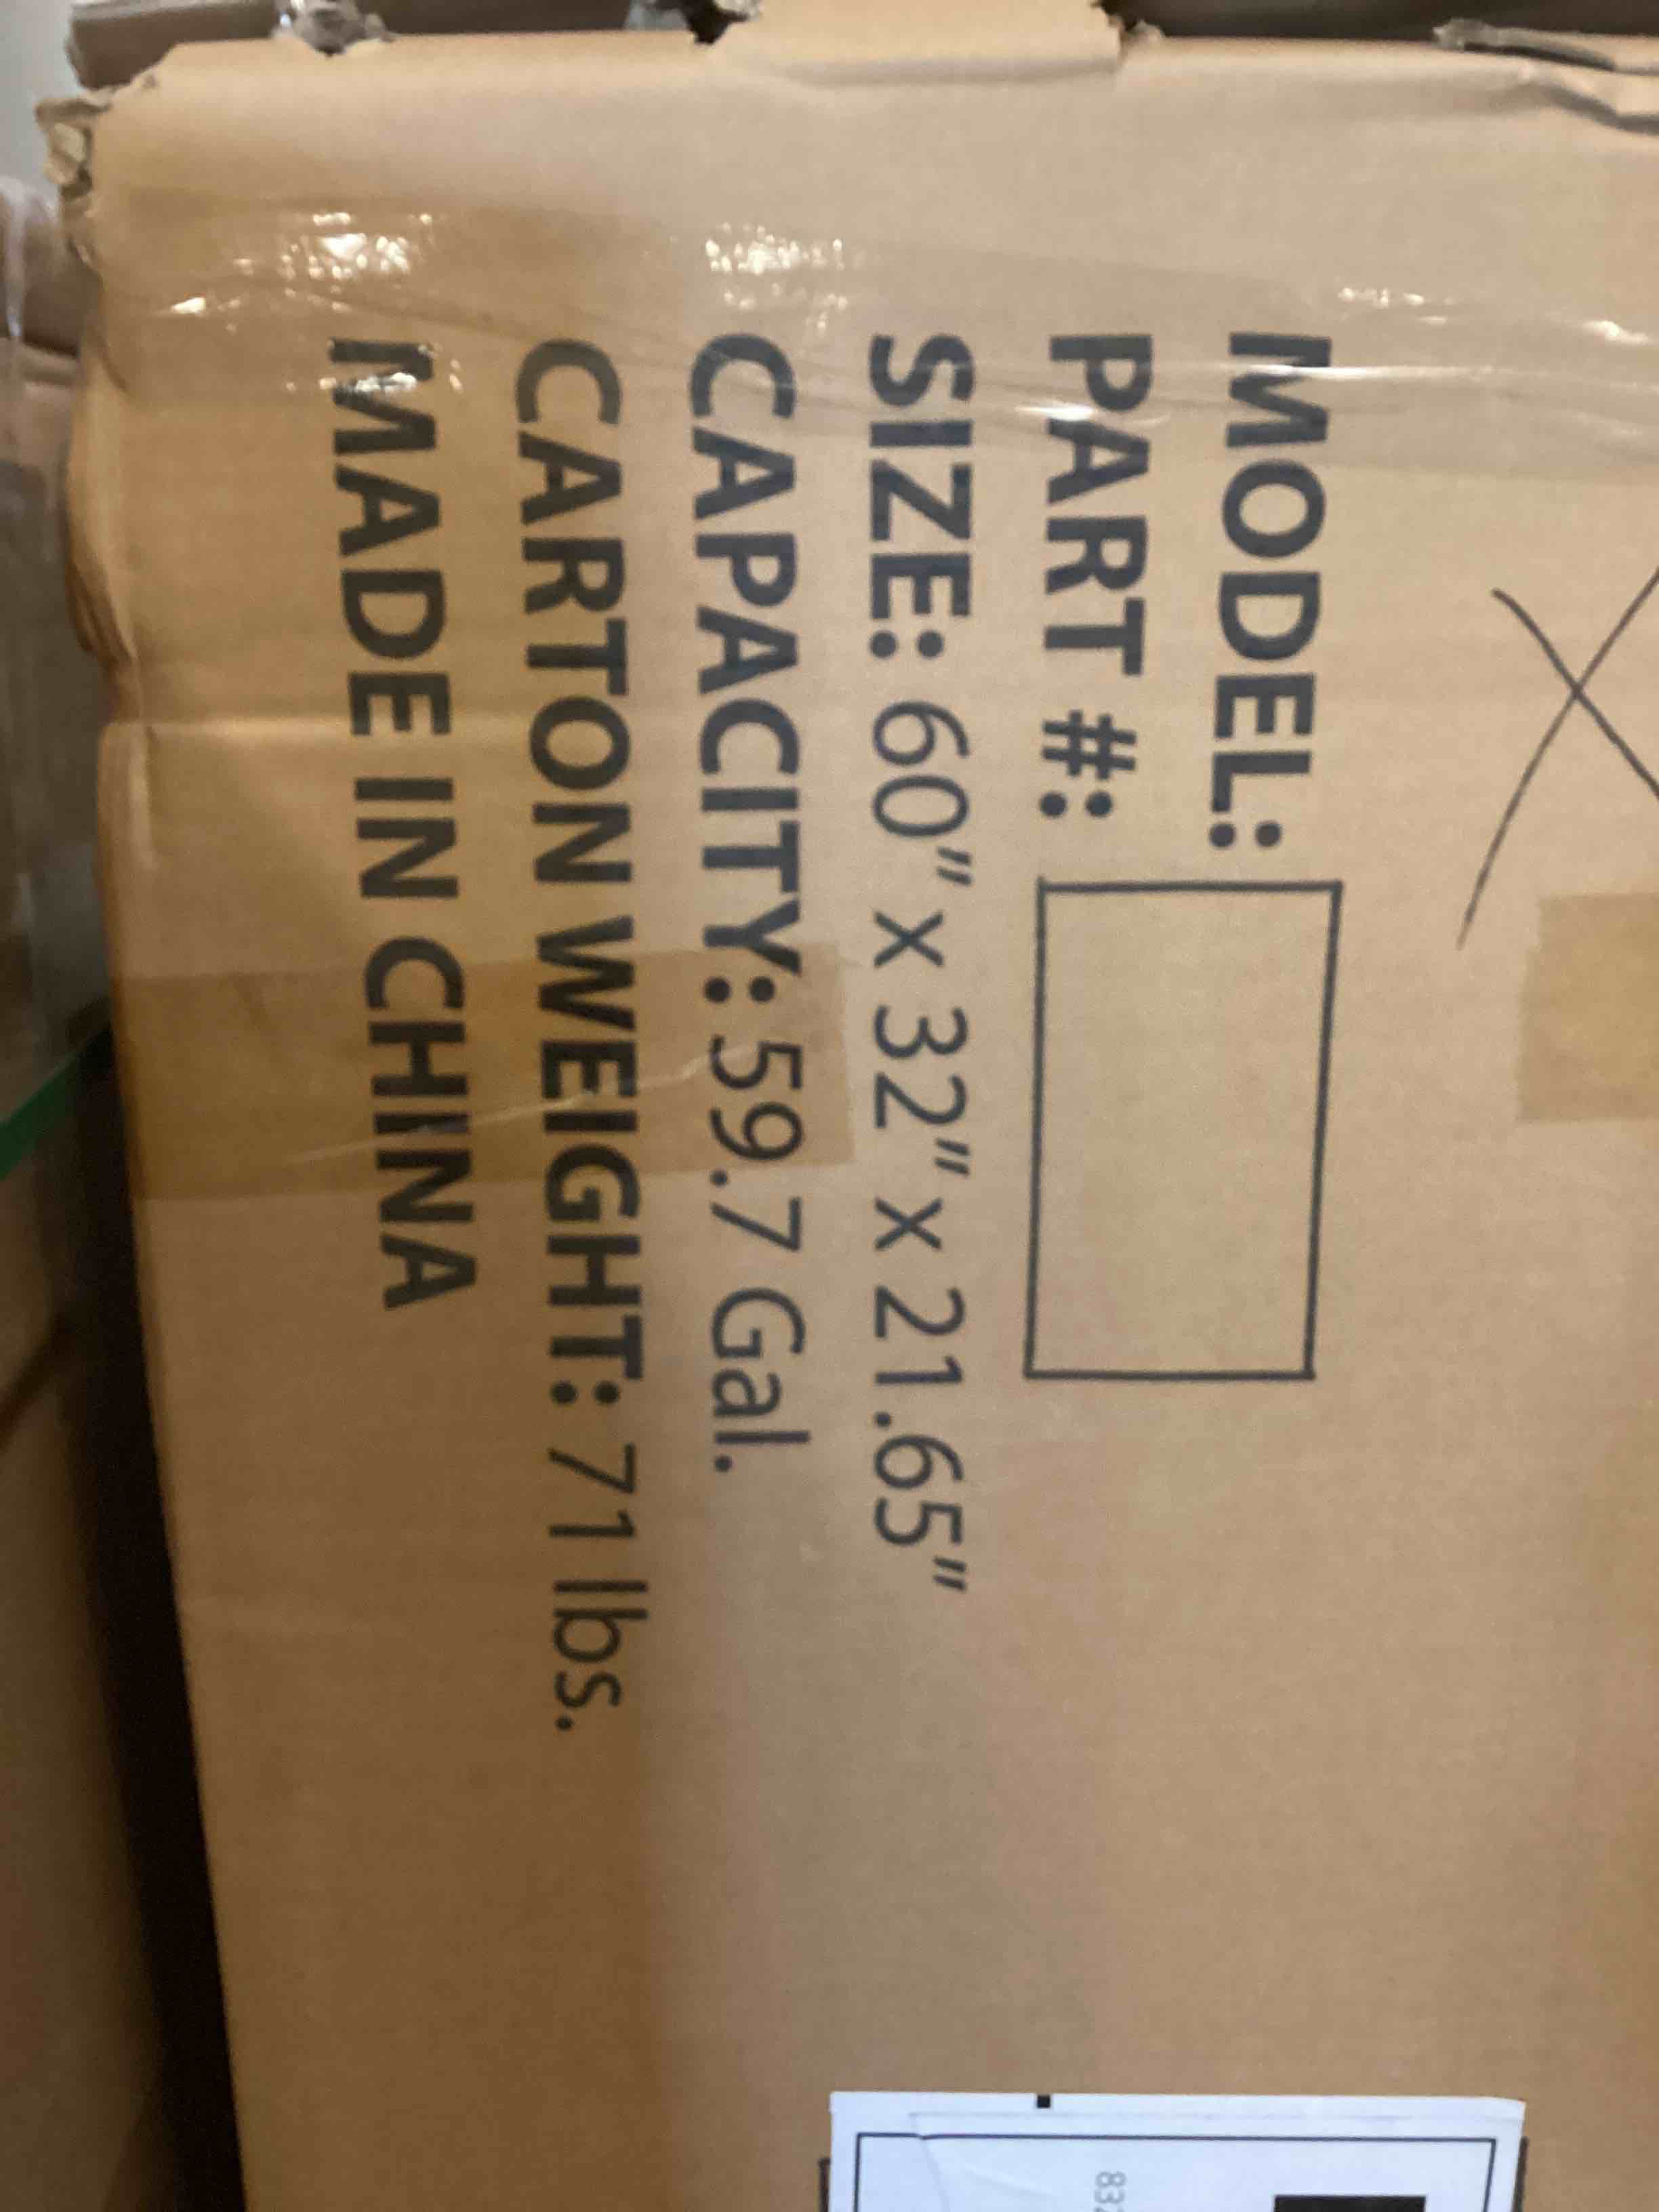 MODEL:
PART #:
SIZE: 60" x 32" x 21.65"
CAPACITY: 59.7 Gal.
CARTON WEIGHT: 71 lbs.
MADE IN CHINA